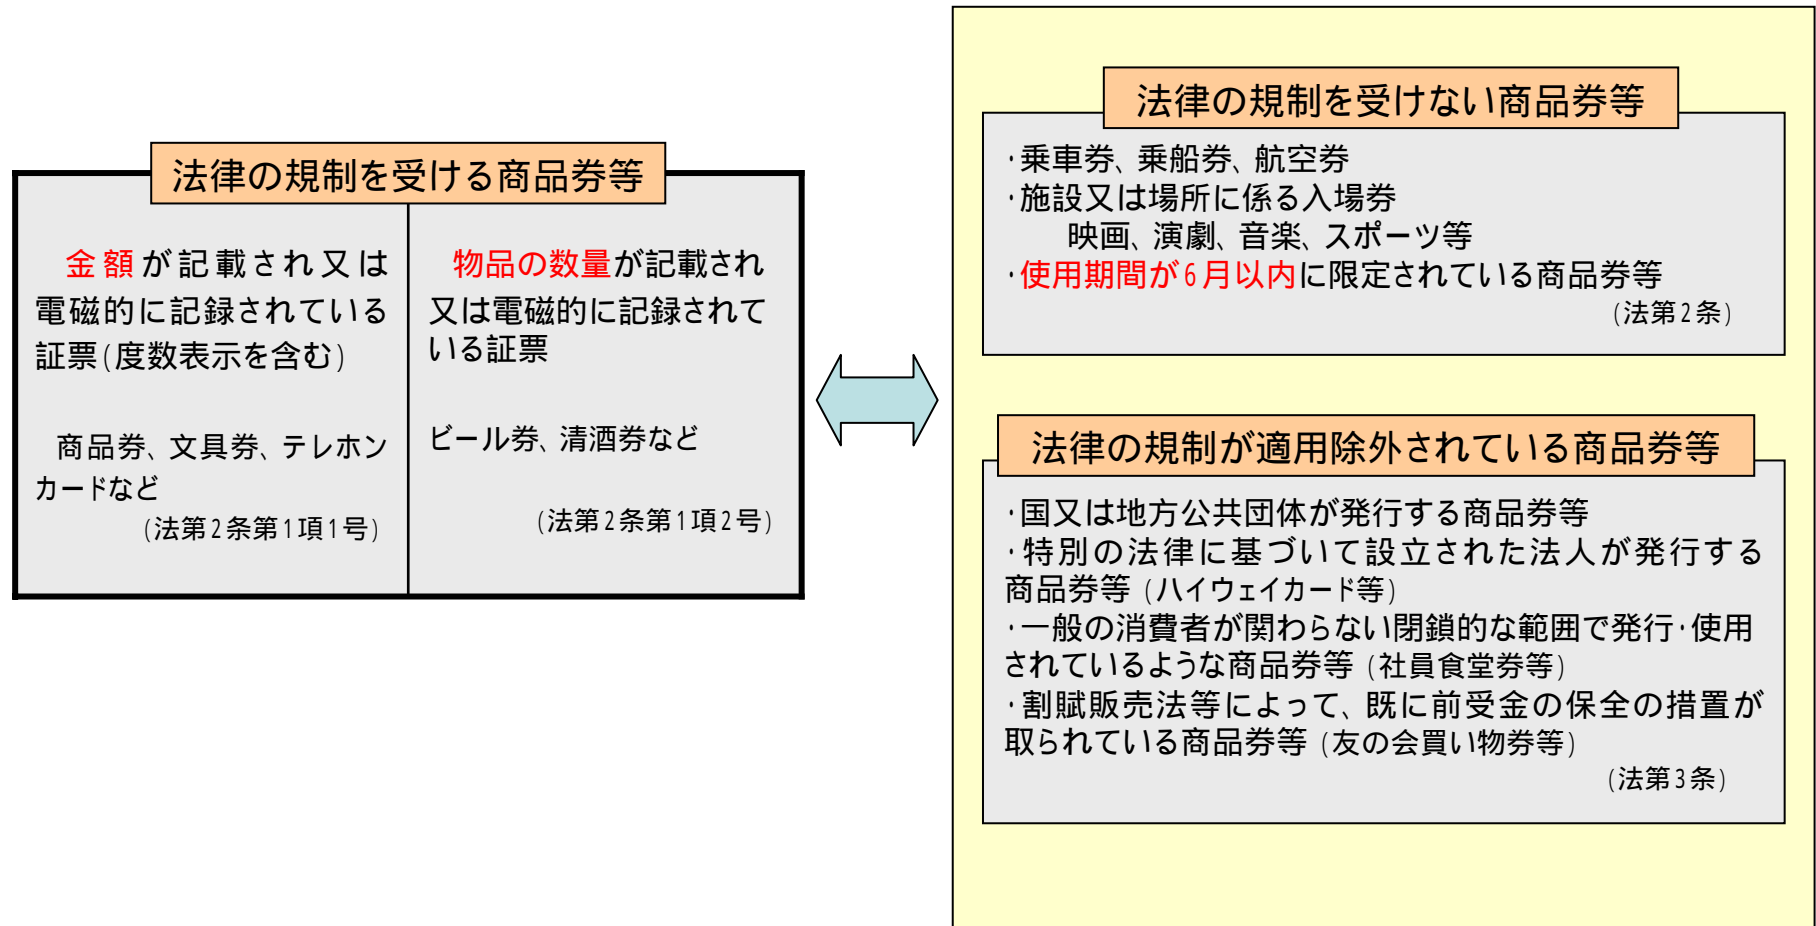 法律の規制を受ける商品券等
金額が記載され又は
電磁的に記録されている
証票(度数表示を含む)
商品券、文具券、テレホン
カードなど
(法第2条第1項1号)
物品の数量が記載され
又は電磁的に記録されて
いる証票
ビール券、清酒券など
(法第2条第1項2号)
法律の規制を受けない商品券等
・乗車券、乗船券、航空券
・施設又は場所に係る入場券
映画、演劇、音楽、スポーツ等
・使用期間が6月以内に限定されている商品券等
(法第2条)
法律の規制が適用除外されている商品券等
・国又は地方公共団体が発行する商品券等
・特別の法律に基づいて設立された法人が発行する
商品券等(ハイウェイカード等)
・一般の消費者が関わらない閉鎖的な範囲で発行・使用
されているような商品券等(社員食堂券等)
・割賦販売法等によって、既に前受金の保全の措置が
取られている商品券等(友の会買い物券等)
(法第3条)